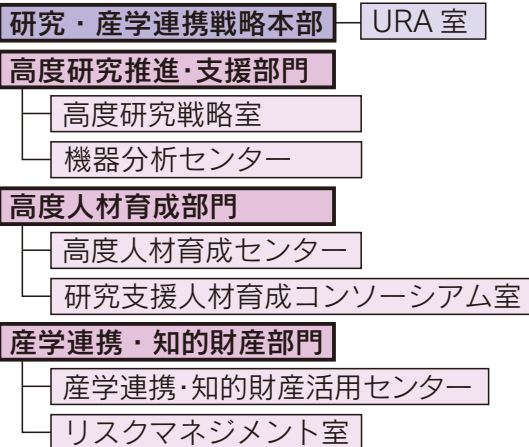 研究・産学連携戦略本部 URA 室
高度研究推進･支援部門
高度研究戦略室
機器分析センター
高度人材育成部門
高度人材育成センター
研究支援人材育成コンソーシアム室
産学連携・知的財産部門
産学連携･知的財産活用センター
リスクマネジメント室